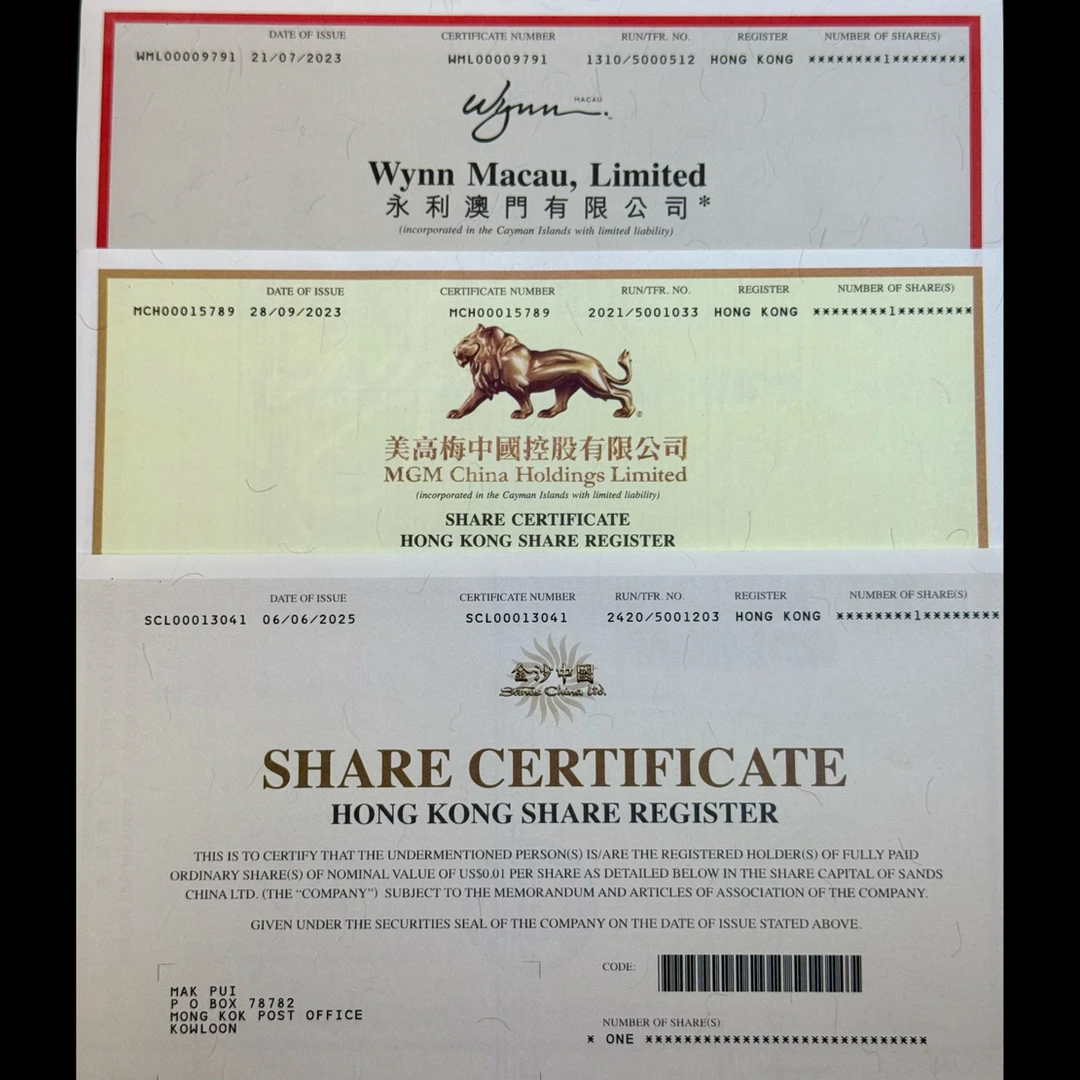 DATE OF ISSUE CERTIFICATE NUMBER RUN/TFR. NO. REGISTER NUMBER OF SHARE(S)
WML00009791 21/07/2023 WML00009791 1310/5000512 HONG KONG ********1********
Wynn MACAU
Wynn Macau, Limited
永利澳門有限公司*
(incorporated in the Cayman Islands with limited liability)
DATE OF ISSUE CERTIFICATE NUMBER RUN/TFR. NO. REGISTER NUMBER OF SHARE(S)
MCH00015789 28/09/2023 MCH00015789 2021/5001033 HONG KONG ********1********
美高梅中國控股有限公司
MGM China Holdings Limited
(incorporated in the Cayman Islands with limited liability)
SHARE CERTIFICATE
HONG KONG SHARE REGISTER
DATE OF ISSUE CERTIFICATE NUMBER RUN/TFR. NO. REGISTER NUMBER OF SHARE(S)
SCL00013041 06/06/2025 SCL00013041 2420/5001203 HONG KONG ********1********
金沙中國
Sands China Ltd.
SHARE CERTIFICATE
HONG KONG SHARE REGISTER
THIS IS TO CERTIFY THAT THE UNDERMENTIONED PERSON(S) IS/ARE THE REGISTERED HOLDER(S) OF FULLY PAID
ORDINARY SHARE(S) OF NOMINAL VALUE OF US$0.01 PER SHARE AS DETAILED BELOW IN THE SHARE CAPITAL OF SANDS
CHINA LTD. (THE “COMPANY”) SUBJECT TO THE MEMORANDUM AND ARTICLES OF ASSOCIATION OF THE COMPANY.
GIVEN UNDER THE SECURITIES SEAL OF THE COMPANY ON THE DATE OF ISSUE STATED ABOVE.
CODE:
MAK PUI
P O BOX 78782
MONG KOK POST OFFICE
KOWLOON
NUMBER OF SHARE(S)
* ONE ****************************